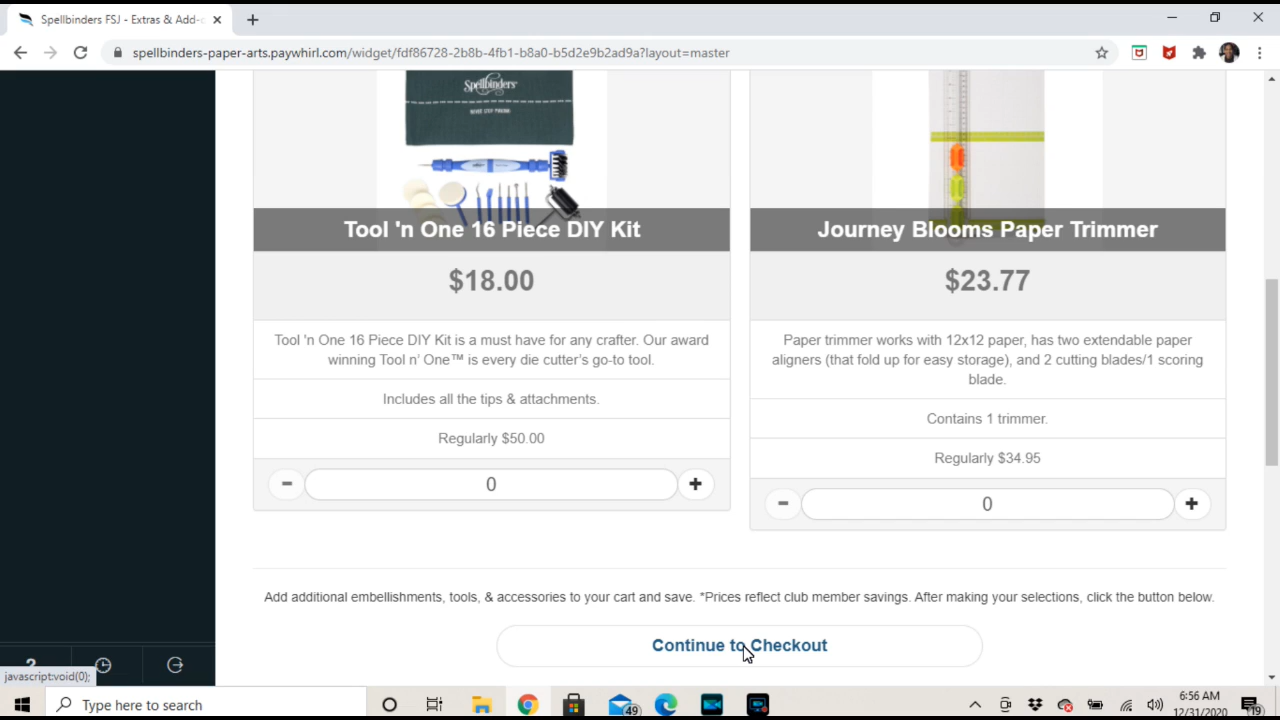 Spellbinders FSJ - Extras & Add-o
spellbinders-paper-arts.paywhirl.com/widget/fdf86728-2b8b-4fb1-b8a0-b5d2e9b2ad9a?layout=master
Spellbinders
Tool 'n One 16 Piece DIY Kit
$18.00
Tool 'n One 16 Piece DIY Kit is a must have for any crafter. Our award
winning Tool n' One™ is every die cutter's go-to tool.
Includes all the tips & attachments.
Regularly $50.00
0
Journey Blooms Paper Trimmer
$23.77
Paper trimmer works with 12x12 paper, has two extendable paper
aligners (that fold up for easy storage), and 2 cutting blades/1 scoring
blade.
Contains 1 trimmer.
Regularly $34.95
0
Add additional embellishments, tools, & accessories to your cart and save. *Prices reflect club member savings. After making your selections, click the button below.
Continue to Checkout
?
javascript:void(0);
Type here to search
49
6:56 AM
12/31/2020
19